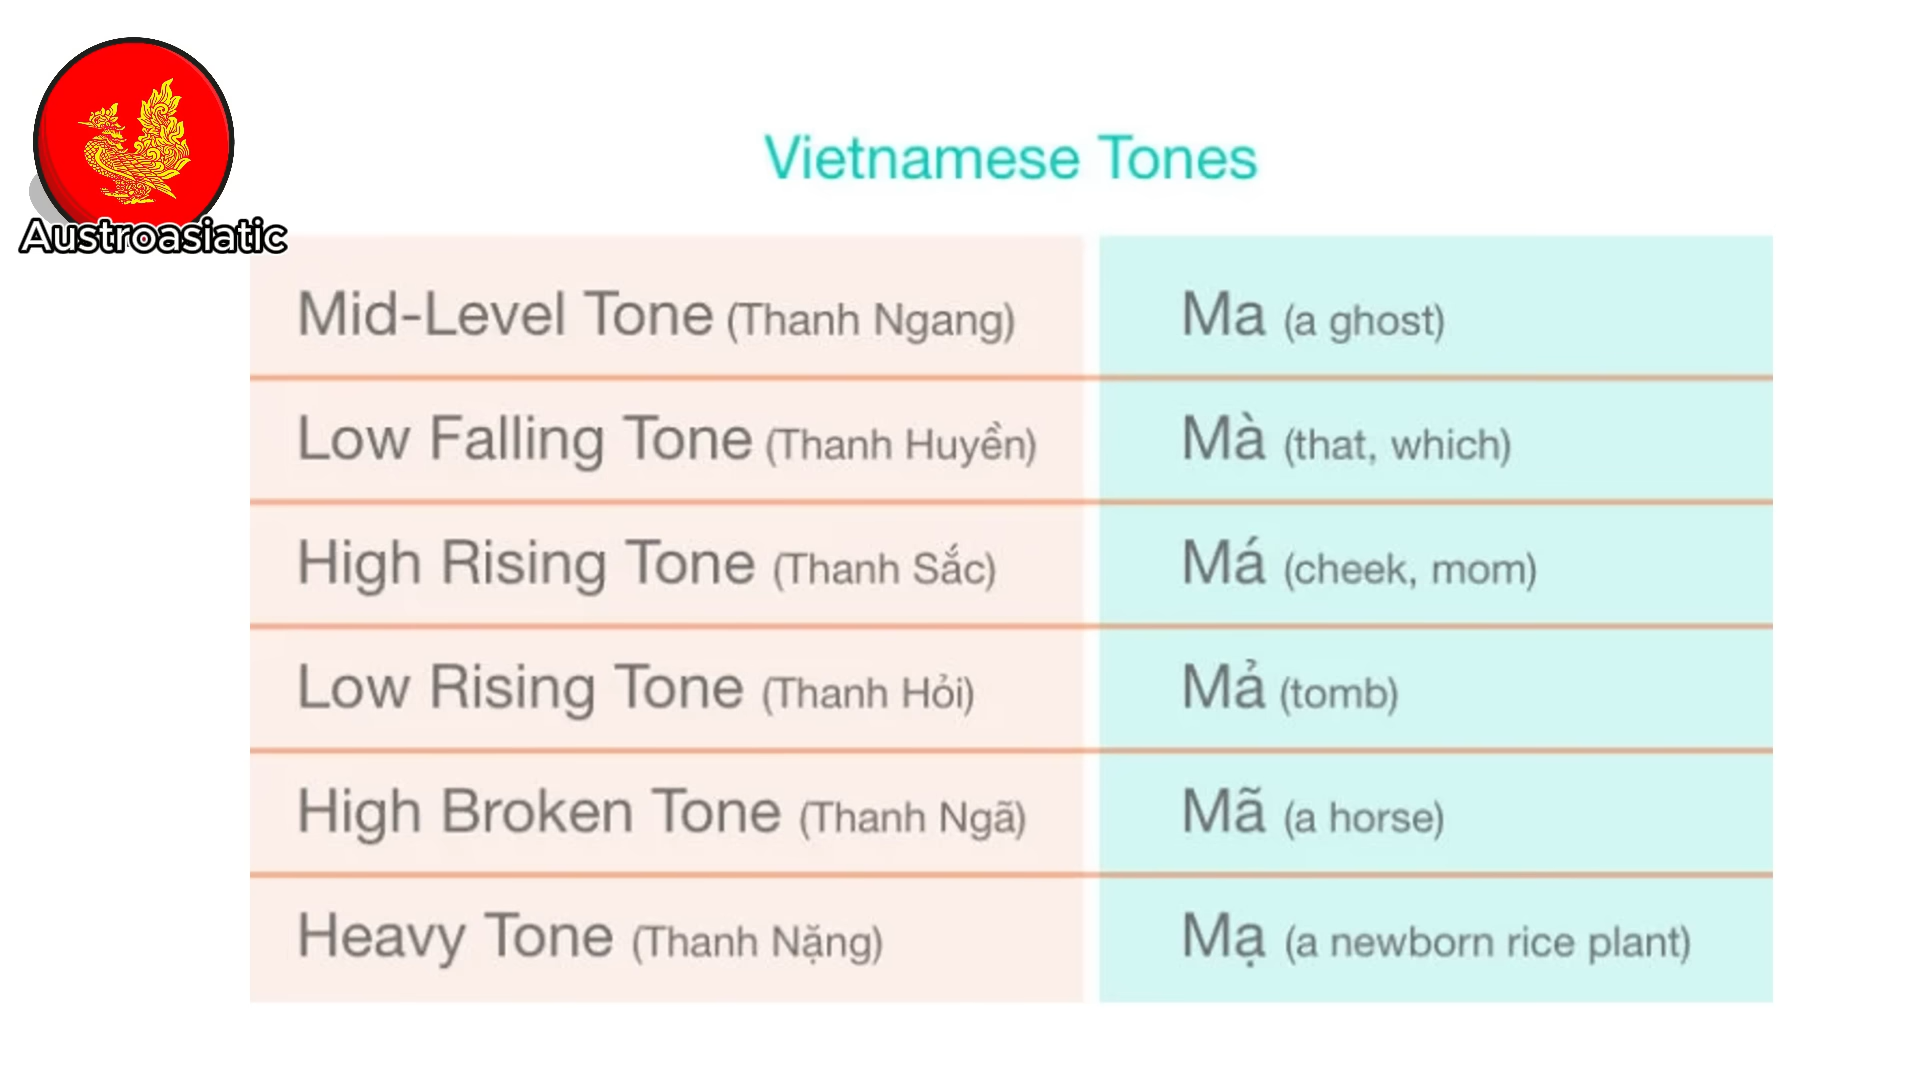 Austroasiatic
Vietnamese Tones
Mid-Level Tone (Thanh Ngang) Ma (a ghost)
Low Falling Tone (Thanh Huyền) Mà (that, which)
High Rising Tone (Thanh Sắc) Má (cheek, mom)
Low Rising Tone (Thanh Hỏi) Mả (tomb)
High Broken Tone (Thanh Ngã) Mã (a horse)
Heavy Tone (Thanh Nặng) Mạ (a newborn rice plant)